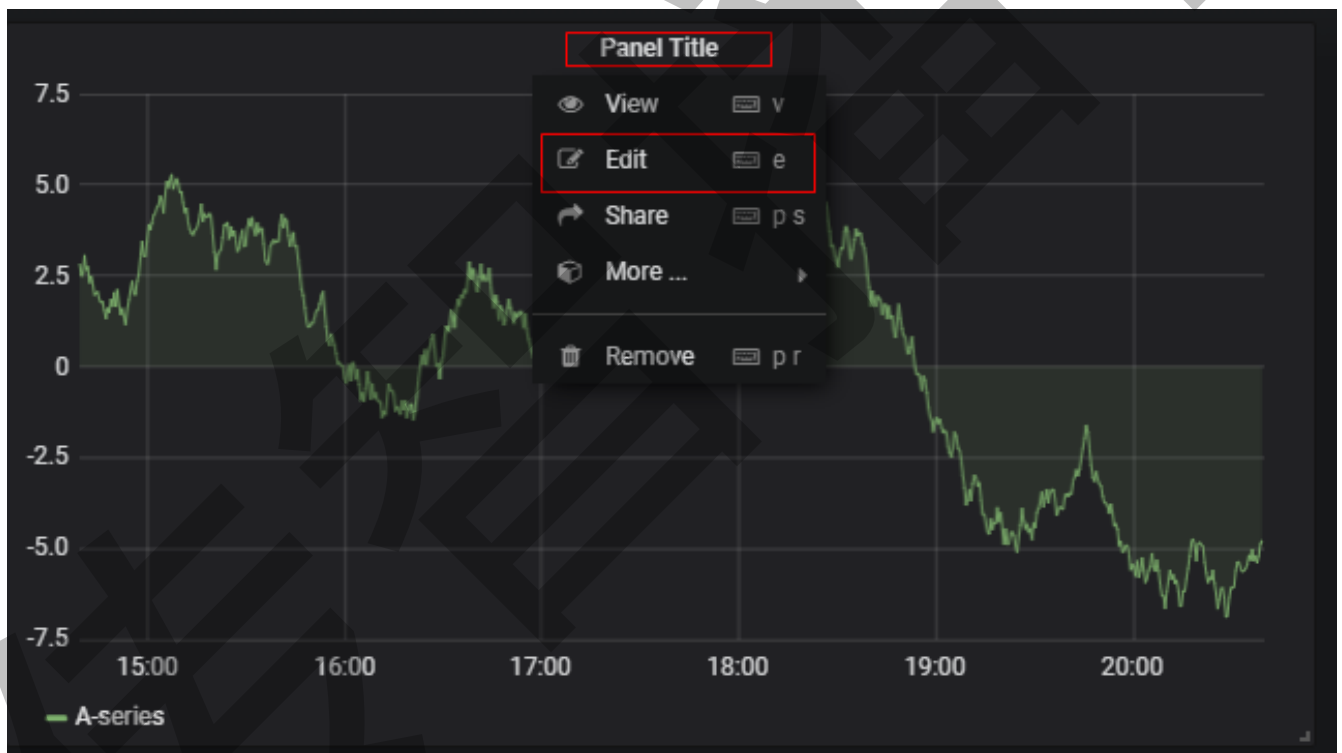 Panel Title
View v
Edit e
Share p s
More ...
Remove p r
7.5
5.0
2.5
0
-2.5
-5.0
-7.5
15:00 16:00 17:00 18:00 19:00 20:00
A-series